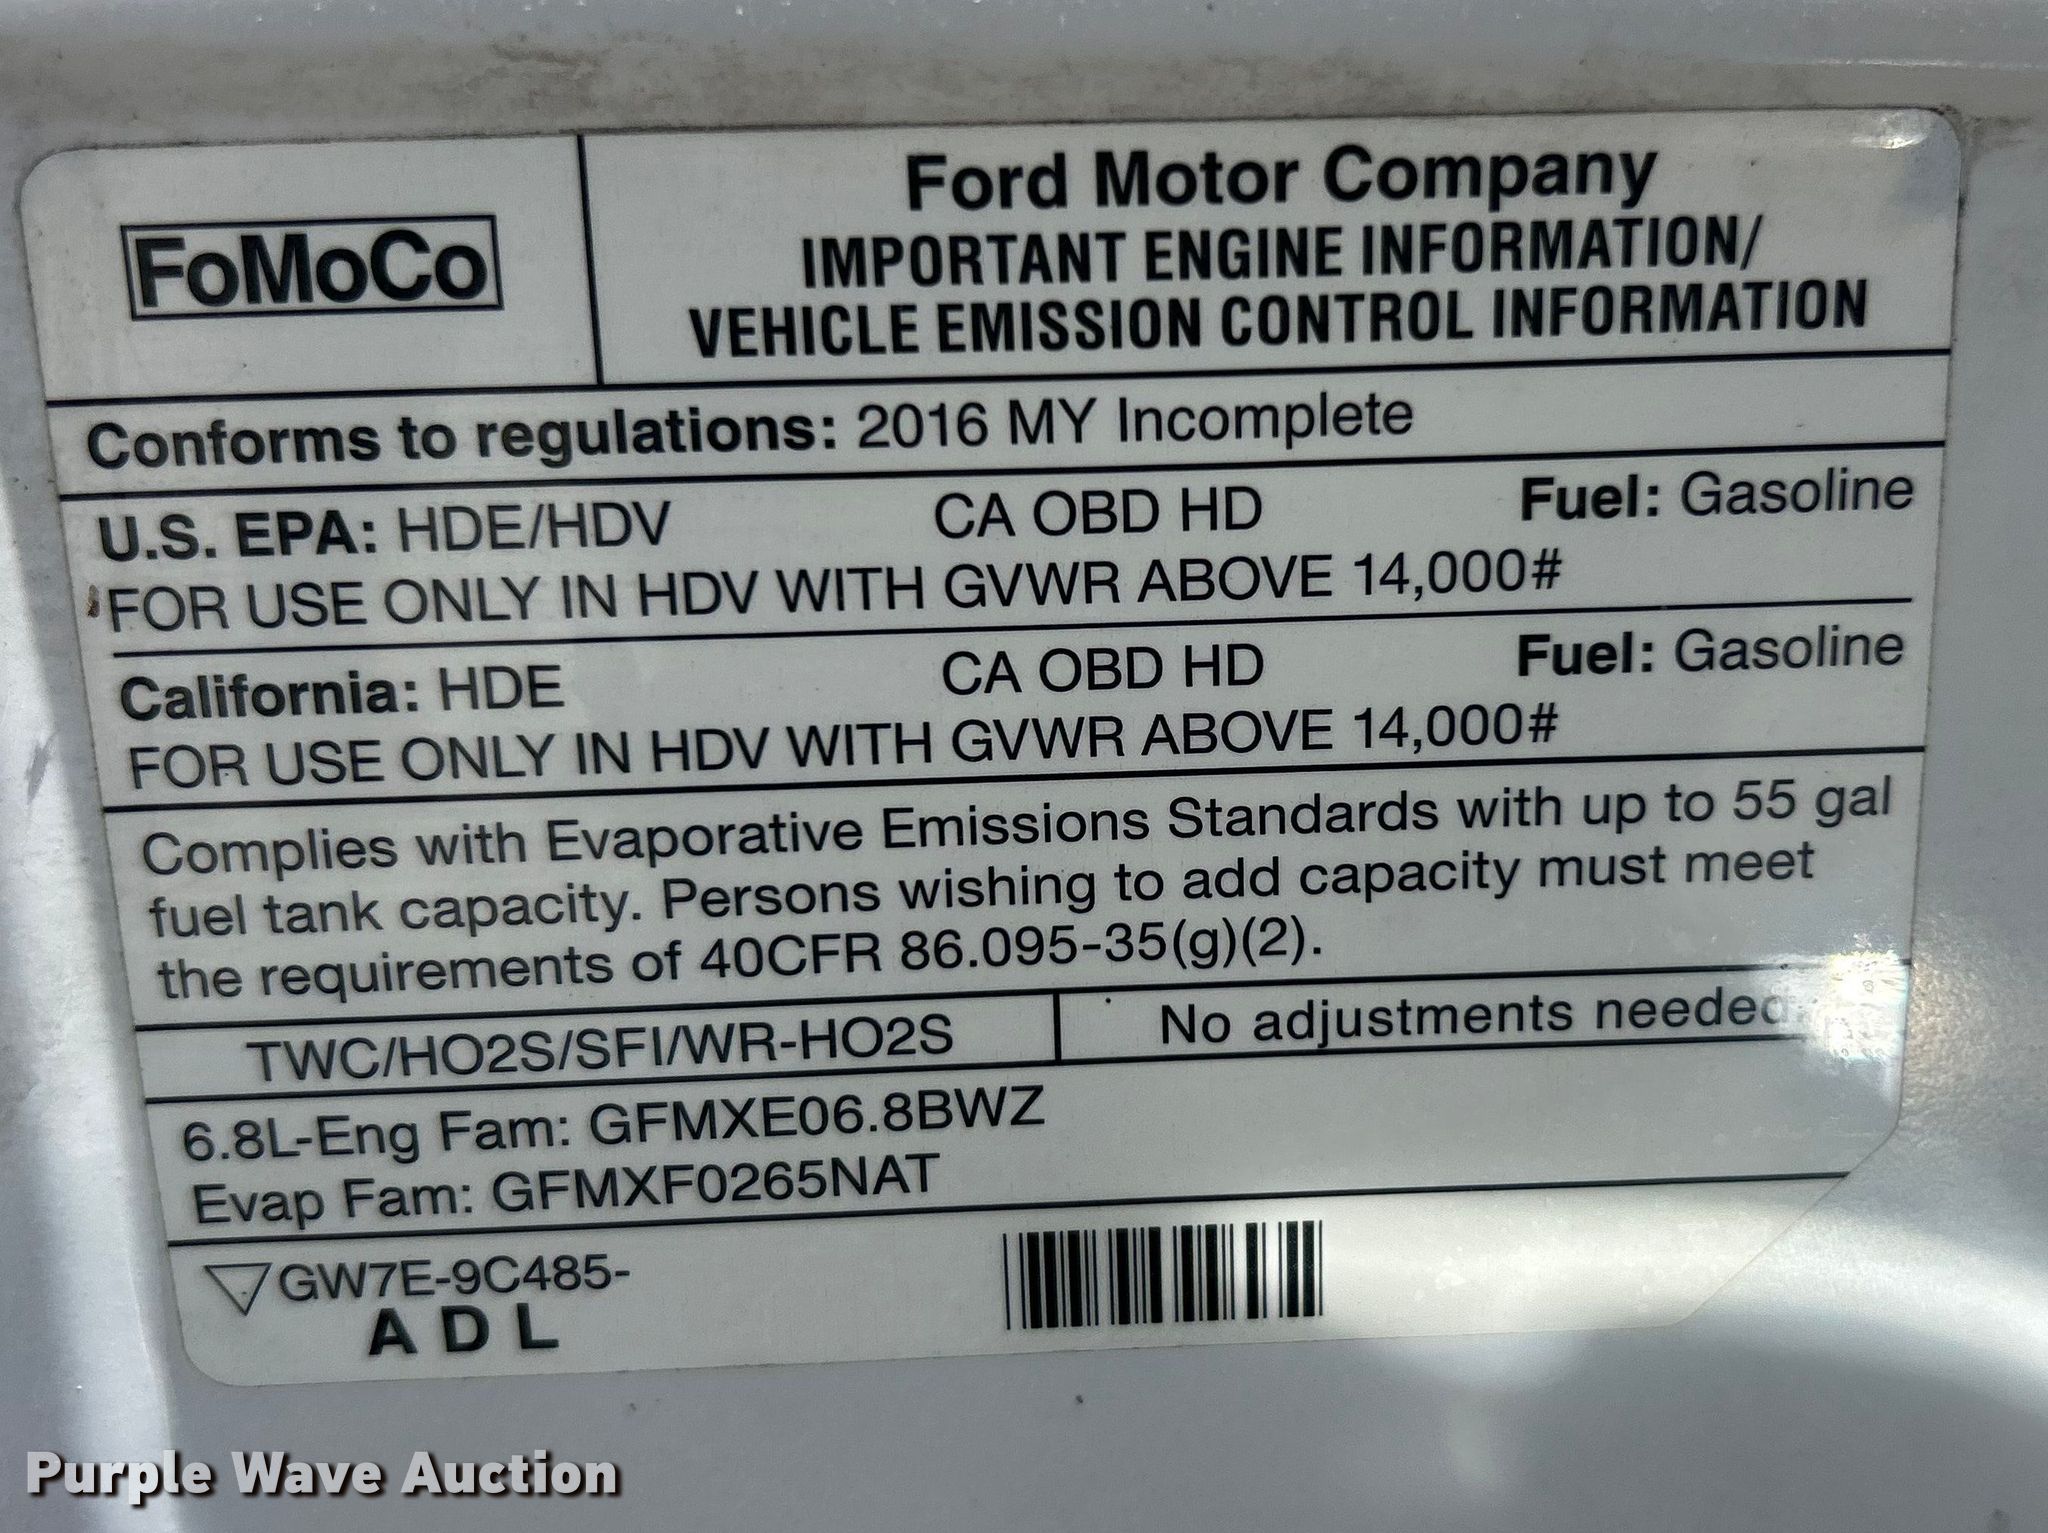 FoMoCo
Ford Motor Company
IMPORTANT ENGINE INFORMATION/
VEHICLE EMISSION CONTROL INFORMATION
Conforms to regulations: 2016 MY Incomplete
U.S. EPA: HDE/HDV CA OBD HD Fuel: Gasoline
FOR USE ONLY IN HDV WITH GVWR ABOVE 14,000#
California: HDE CA OBD HD Fuel: Gasoline
FOR USE ONLY IN HDV WITH GVWR ABOVE 14,000#
Complies with Evaporative Emissions Standards with up to 55 gal
fuel tank capacity. Persons wishing to add capacity must meet
the requirements of 40CFR 86.095-35(g)(2).
TWC/HO2S/SFI/WR-HO2S No adjustments needed.
6.8L-Eng Fam: GFMXE06.8BWZ
Evap Fam: GFMXF0265NAT
GW7E-9C485-
A D L
Purple Wave Auction